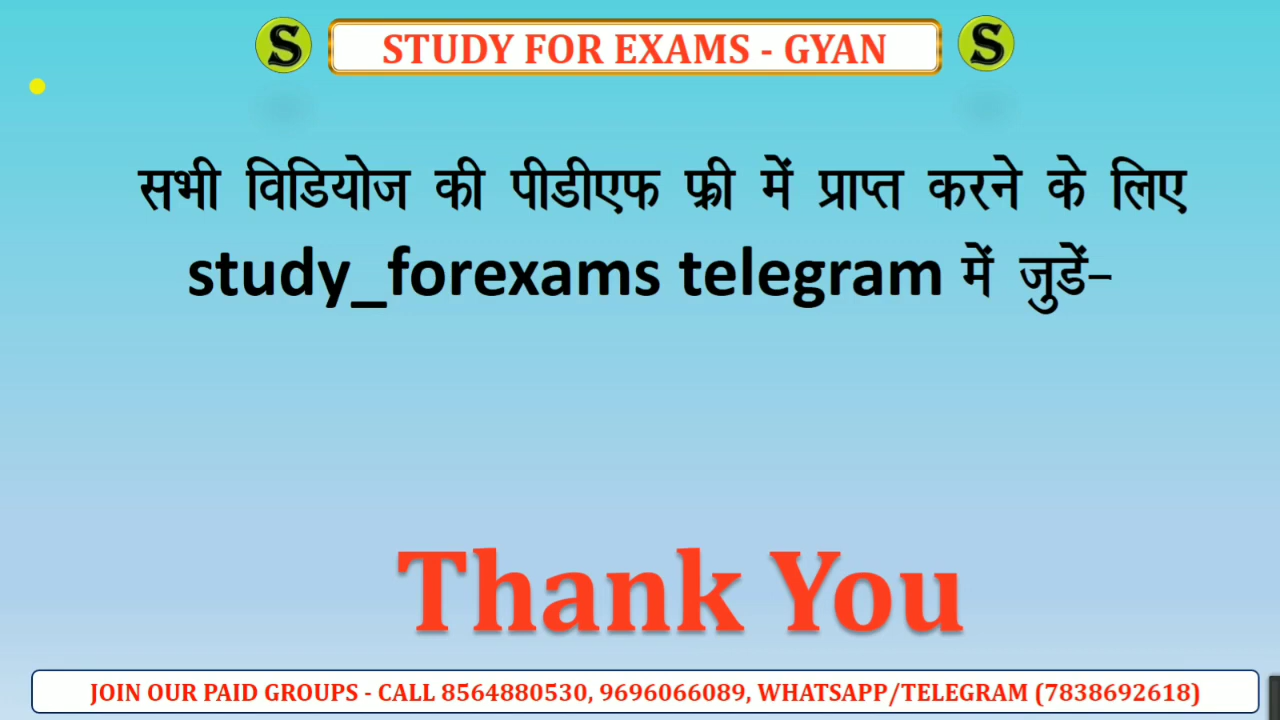 S STUDY FOR EXAMS - GYAN S
सभी विडियोज की पीडीएफ फ्री में प्राप्त करने के लिए
study_forexams telegram में जुडें–
Thank You
JOIN OUR PAID GROUPS - CALL 8564880530, 9696066089, WHATSAPP/TELEGRAM (7838692618)